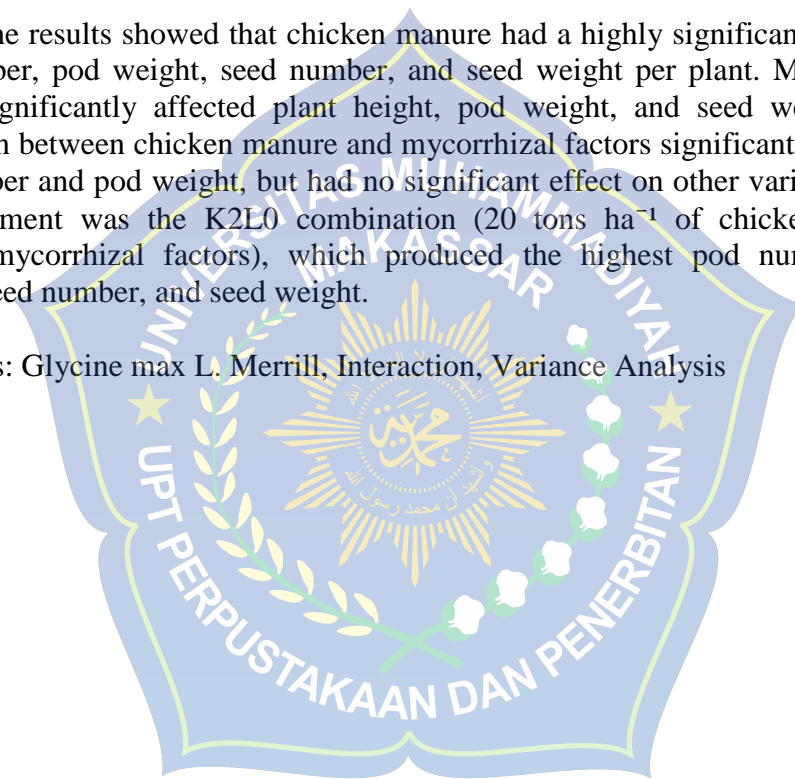 he results showed that chicken manure had a highly significan
ber, pod weight, seed number, and seed weight per plant. M
ignificantly affected plant height, pod weight, and seed we
n between chicken manure and mycorrhizal factors significant
ber and pod weight, but had no significant effect on other vari
ment was the K2L0 combination (20 tons ha⁻¹ of chicke
mycorrhizal factors), which produced the highest pod num
eed number, and seed weight.
s: Glycine max L. Merrill, Interaction, Variance Analysis
UNIVERSITAS MUHAMMADIYAH
MAKASSAR
UPT PERPUSTAKAAN DAN PENERBITAN